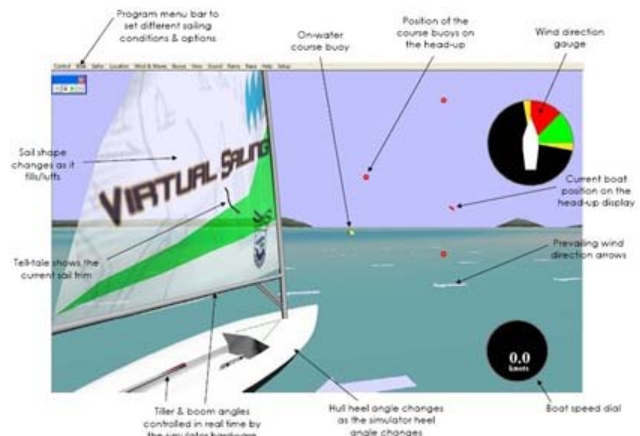 Program menu bar to
set different sailing
conditions & options
On-water
course buoy
Position of the
course buoys on
the head-up
Wind direction
gauge
Control Edit Sailor Location Wind & Waves Buoys View Sound Race Help Setup
Sail shape
changes as it
fills/luffs
VIRTUAL SAILING
Current boat
position on the
head-up display
Tell-tale shows the
current sail trim
Prevailing wind
direction arrows
0.0
knots
Tiller & boom angles
controlled in real time by
the simulator hardware
Hull heel angle changes
as the simulator heel
angle changes
Boat speed dial